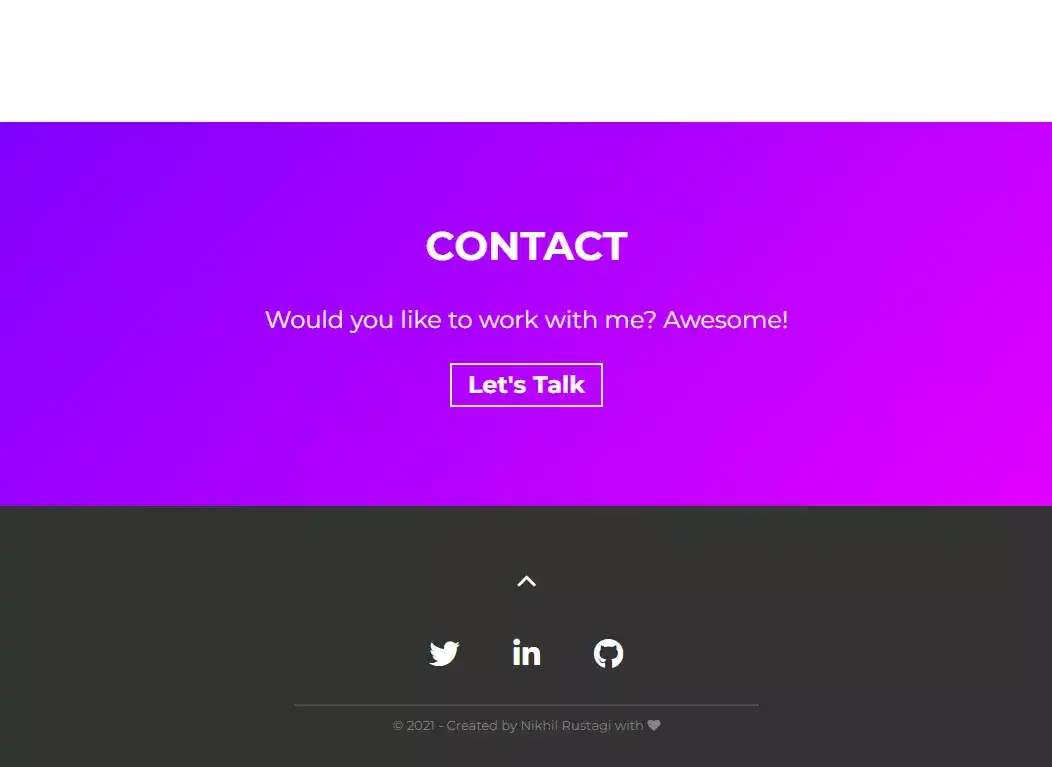 CONTACT
Would you like to work with me? Awesome!
Let's Talk
© 2021 - Created by Nikhil Rustagi with ♥